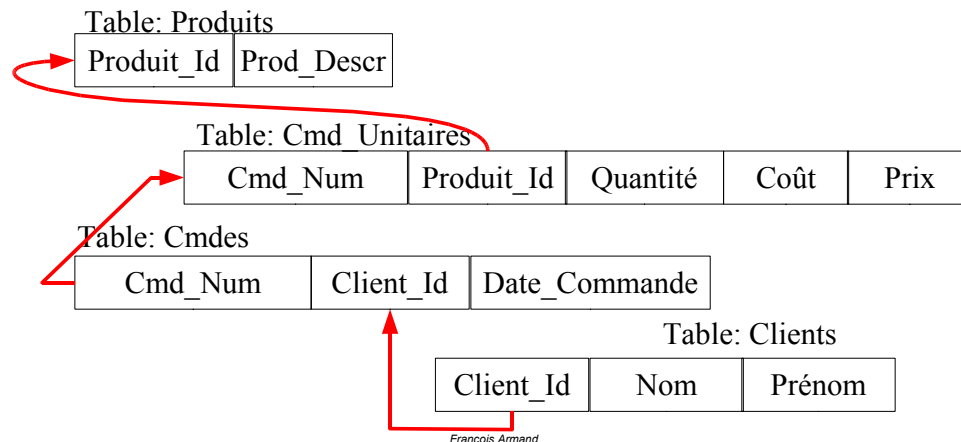 Table: Produits
Produit_Id Prod_Descr
Table: Cmd_Unitaires
Cmd_Num Produit_Id Quantité Coût Prix
Table: Cmdes
Cmd_Num Client_Id Date_Commande
Table: Clients
Client_Id Nom Prénom
François Armand